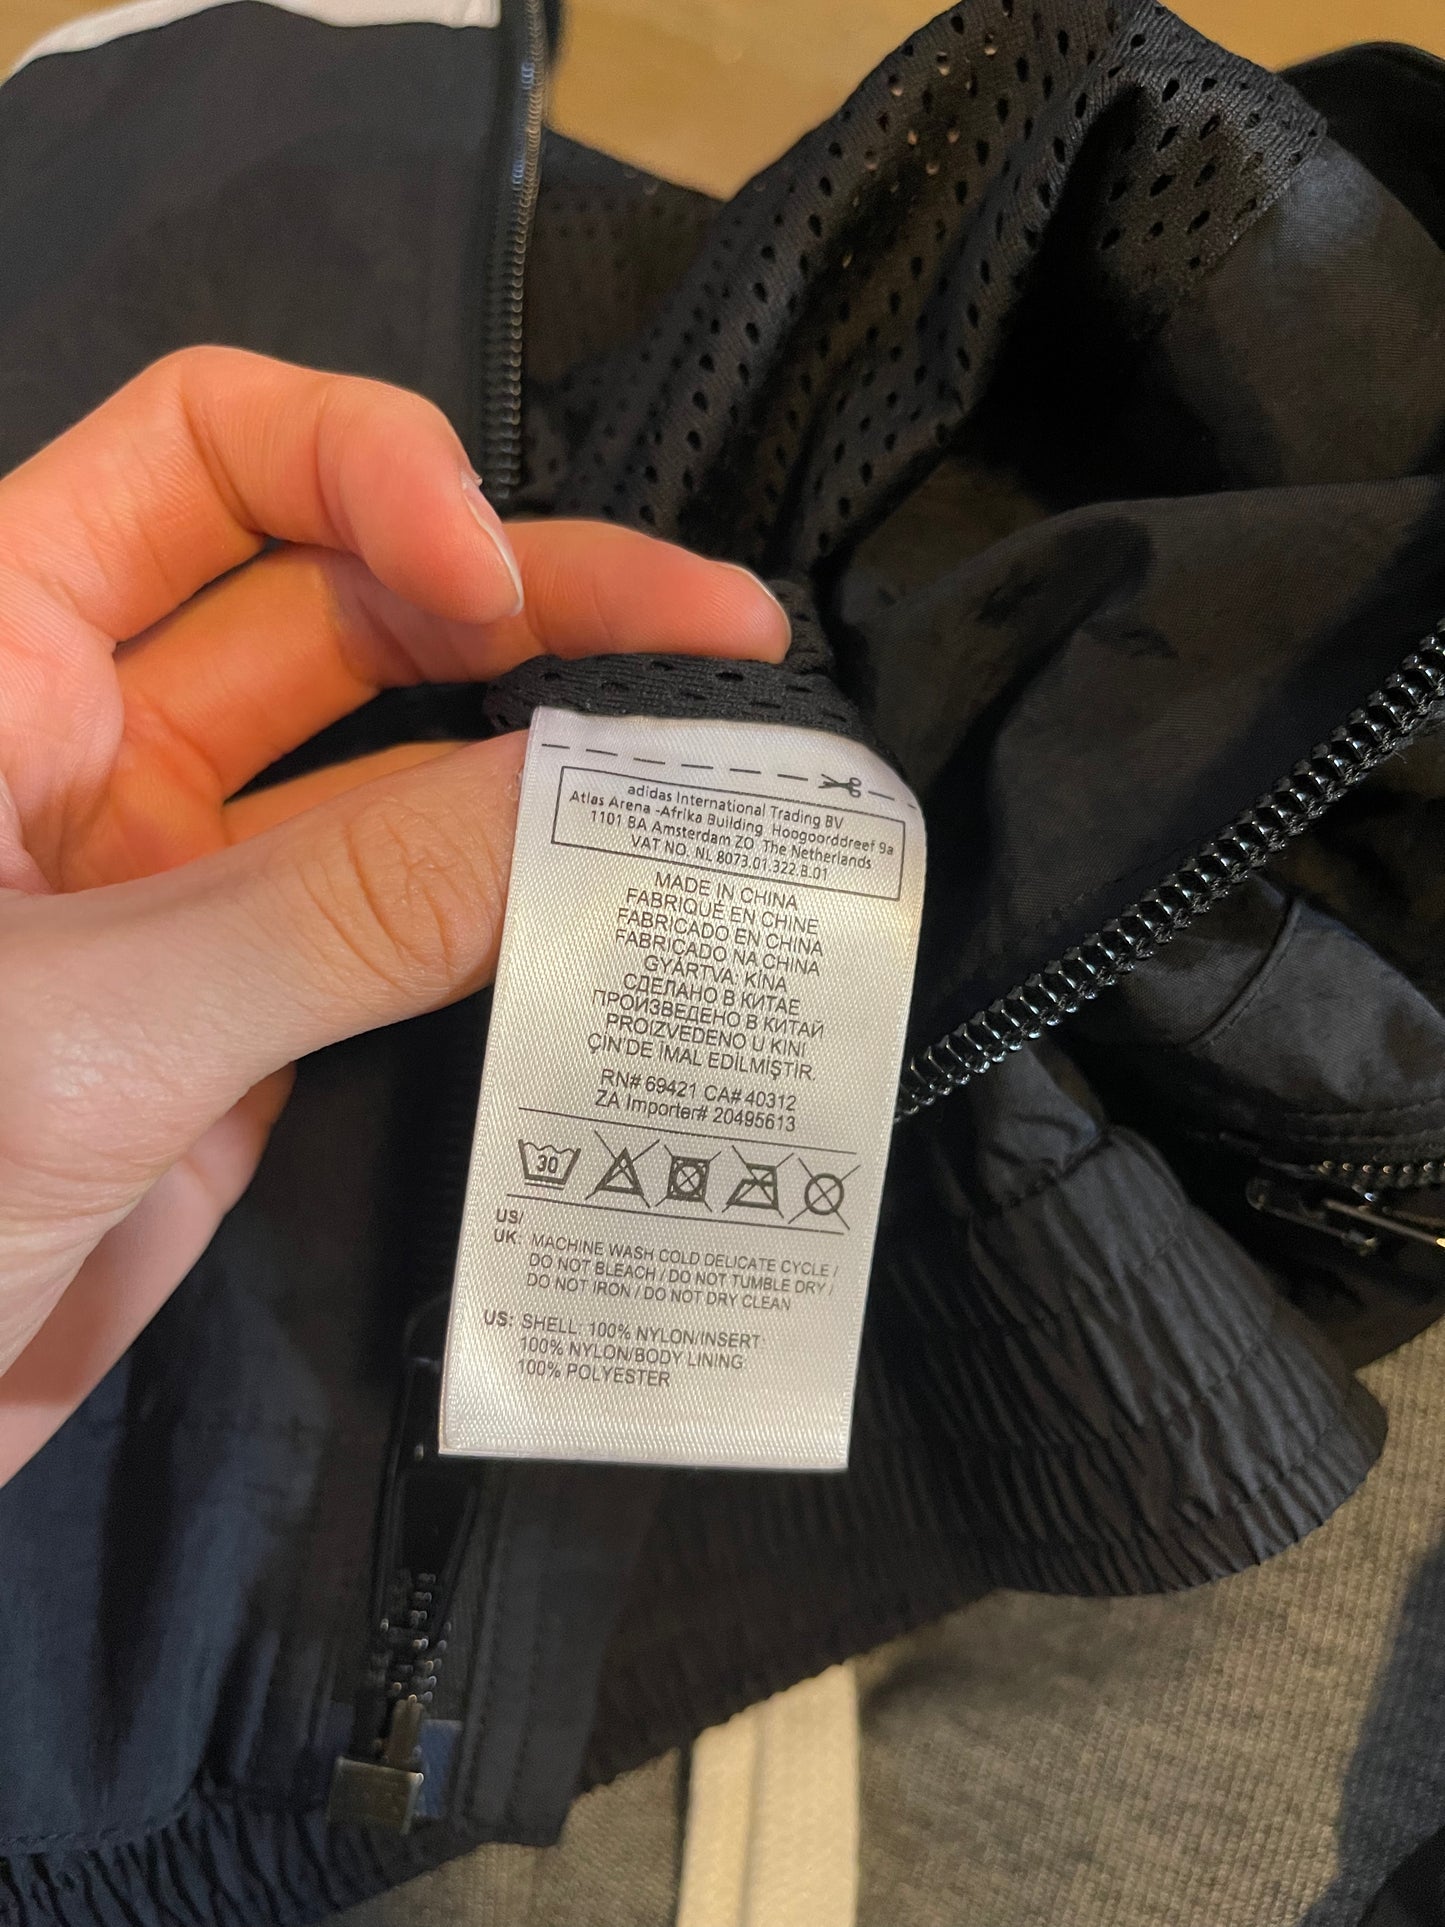 adidas International Trading BV
Atlas Arena -Afrika Building Hoogoorddreef 9a
1101 BA Amsterdam ZO The Netherlands
VAT NO. NL 8073.01.322.B.01
MADE IN CHINA
FABRIQUÉ EN CHINE
FABRICADO EN CHINA
FABRICADO NA CHINA
GYÁRTVA: KÍNA
СДЕЛАНО В КИТАЕ
ПРОИЗВЕДЕНО В КИТАЙ
PROIZVEDENO U KINI
ÇİN'DE İMAL EDİLMİŞTİR.
RN# 69421 CA# 40312
ZA Importer# 20495613
30
US/
UK: MACHINE WASH COLD DELICATE CYCLE /
DO NOT BLEACH / DO NOT TUMBLE DRY /
DO NOT IRON / DO NOT DRY CLEAN
US: SHELL: 100% NYLON/INSERT:
100% NYLON/BODY LINING:
100% POLYESTER